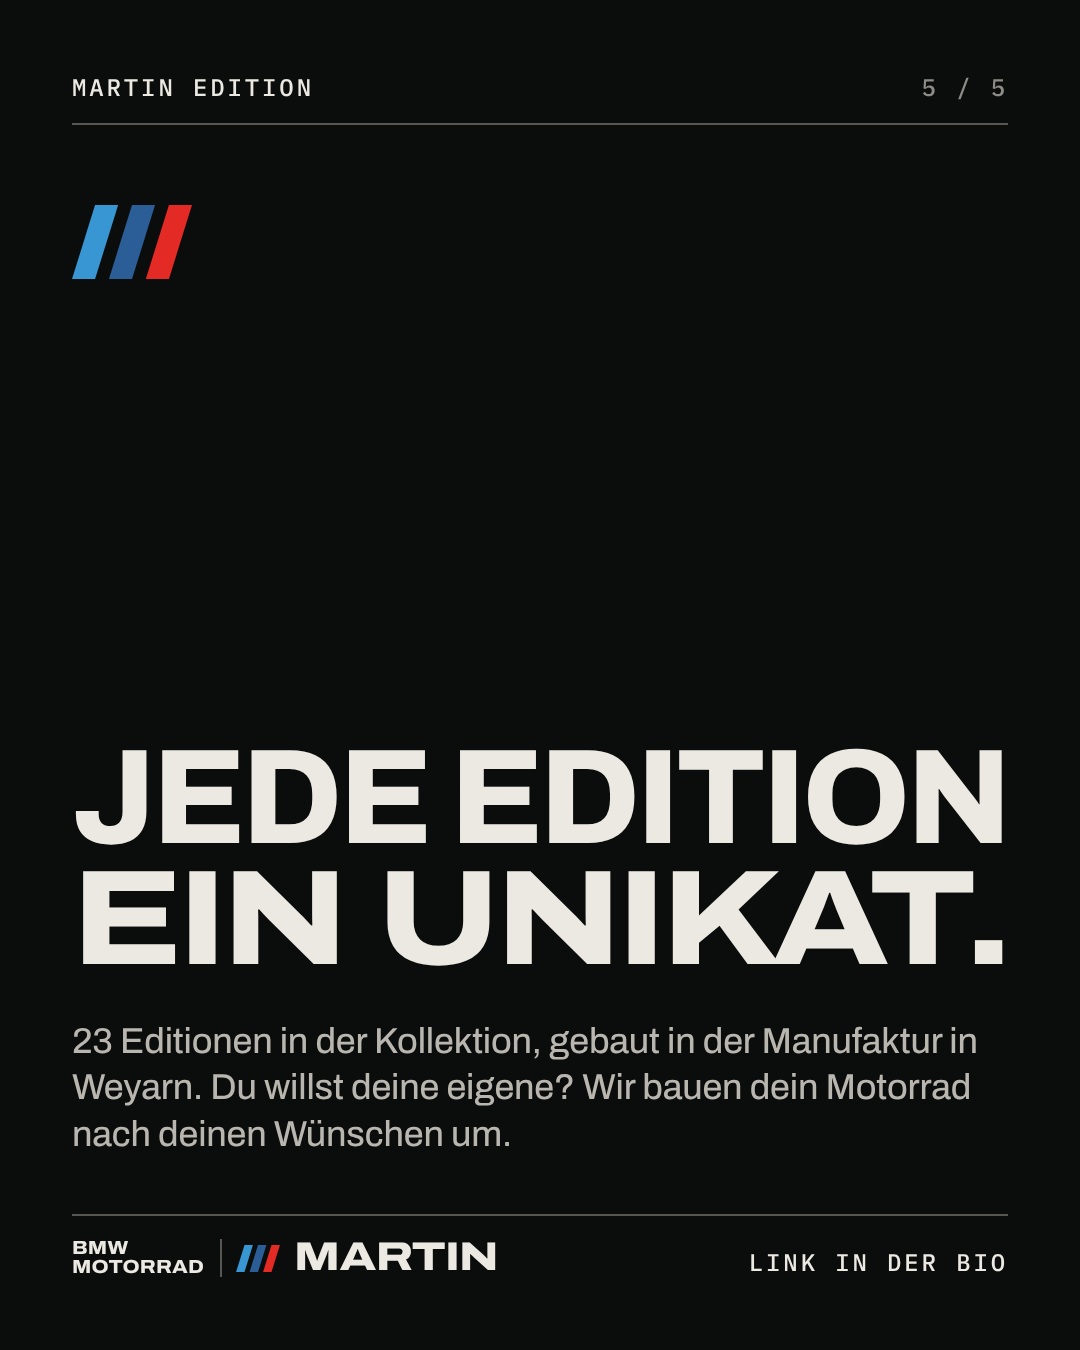 MARTIN EDITION
5 / 5
JEDE EDITION
EIN UNIKAT.
23 Editionen in der Kollektion, gebaut in der Manufaktur in
Weyarn. Du willst deine eigene? Wir bauen dein Motorrad
nach deinen Wünschen um.
BMW
MOTORRAD
MARTIN
LINK IN DER BIO